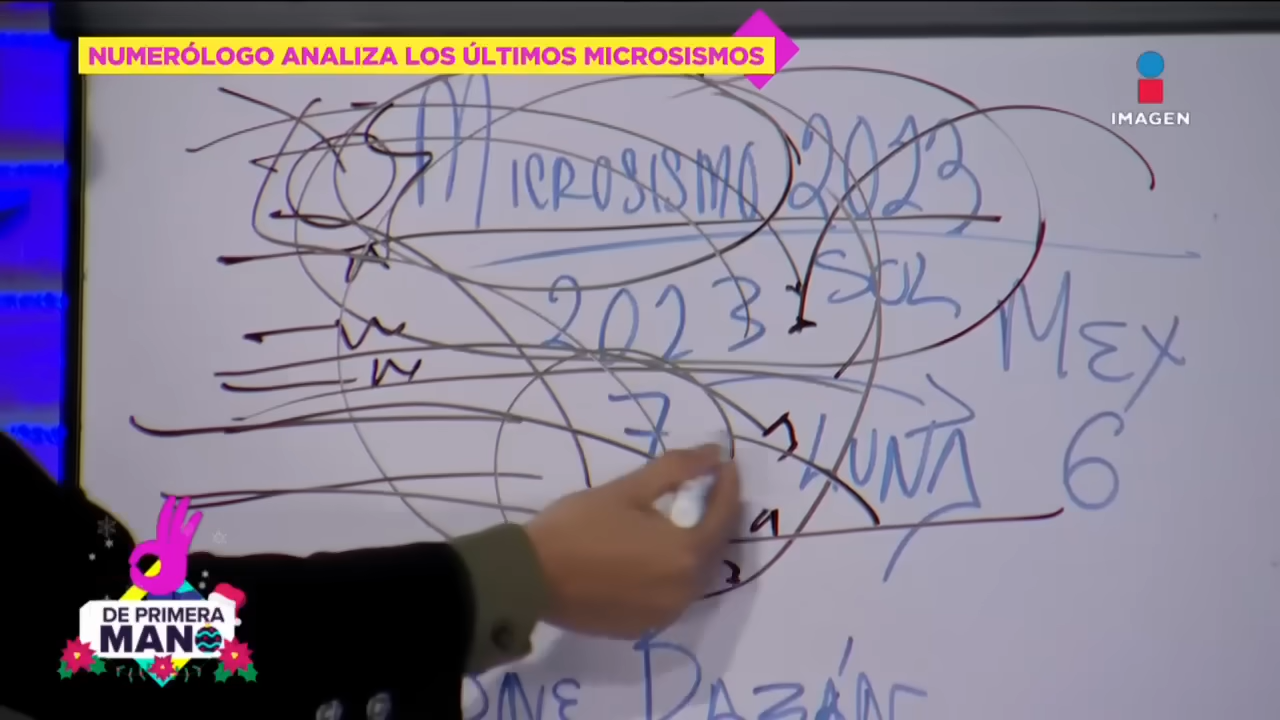 NUMERÓLOGO ANALIZA LOS ÚLTIMOS MICROSISMOS
IMAGEN
MICROSISMO 2023
2023 SOL
MEX
7 LUNA 6
DE PRIMERA
MANO